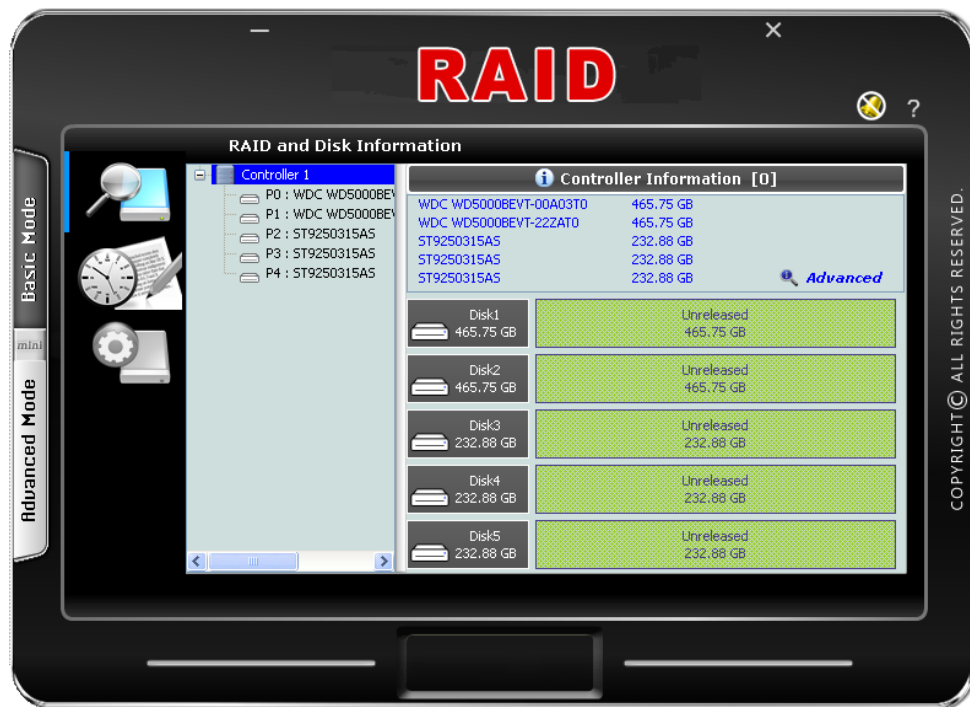 RAID
?
RAID and Disk Information
Basic Mode
mini
Advanced Mode
Controller 1
P0 : WDC WD5000BEV
P1 : WDC WD5000BEV
P2 : ST9250315AS
P3 : ST9250315AS
P4 : ST9250315AS
Controller Information [0]
WDC WD5000BEVT-00A03T0 465.75 GB
WDC WD5000BEVT-22ZAT0 465.75 GB
ST9250315AS 232.88 GB
ST9250315AS 232.88 GB
ST9250315AS 232.88 GB
Advanced
Disk1
465.75 GB
Unreleased
465.75 GB
Disk2
465.75 GB
Unreleased
465.75 GB
Disk3
232.88 GB
Unreleased
232.88 GB
Disk4
232.88 GB
Unreleased
232.88 GB
Disk5
232.88 GB
Unreleased
232.88 GB
COPYRIGHT© ALL RIGHTS RESERVED.